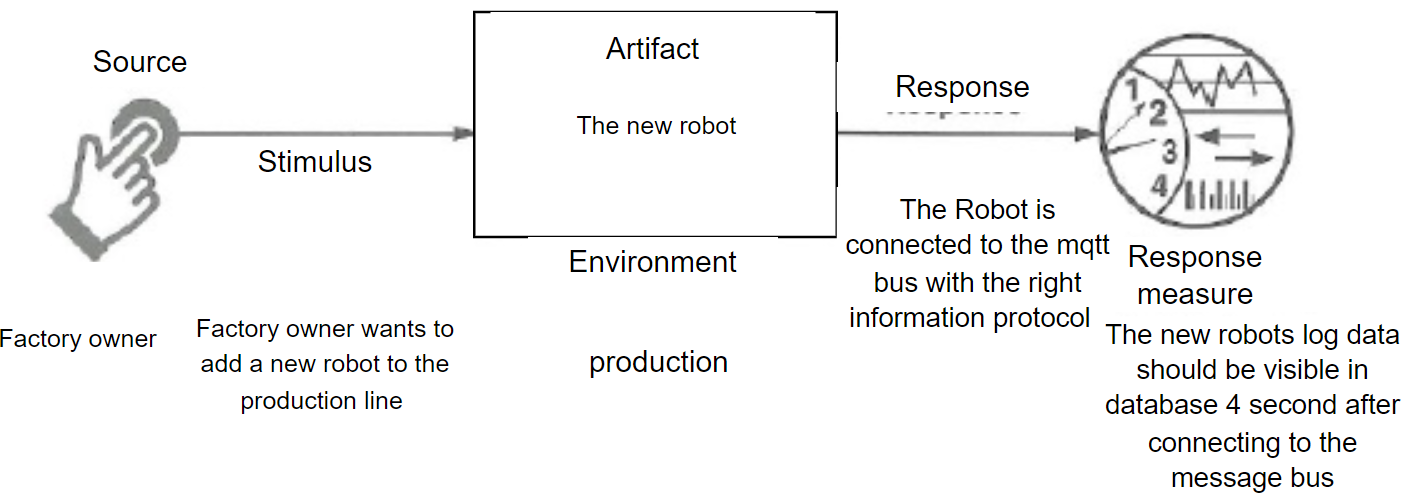 Source
Stimulus
Artifact
The new robot
Environment
Response
1
2
3
4
Response
measure
Factory owner
Factory owner wants to
add a new robot to the
production line
production
The Robot is
connected to the mqtt
bus with the right
information protocol
The new robots log data
should be visible in
database 4 second after
connecting to the
message bus